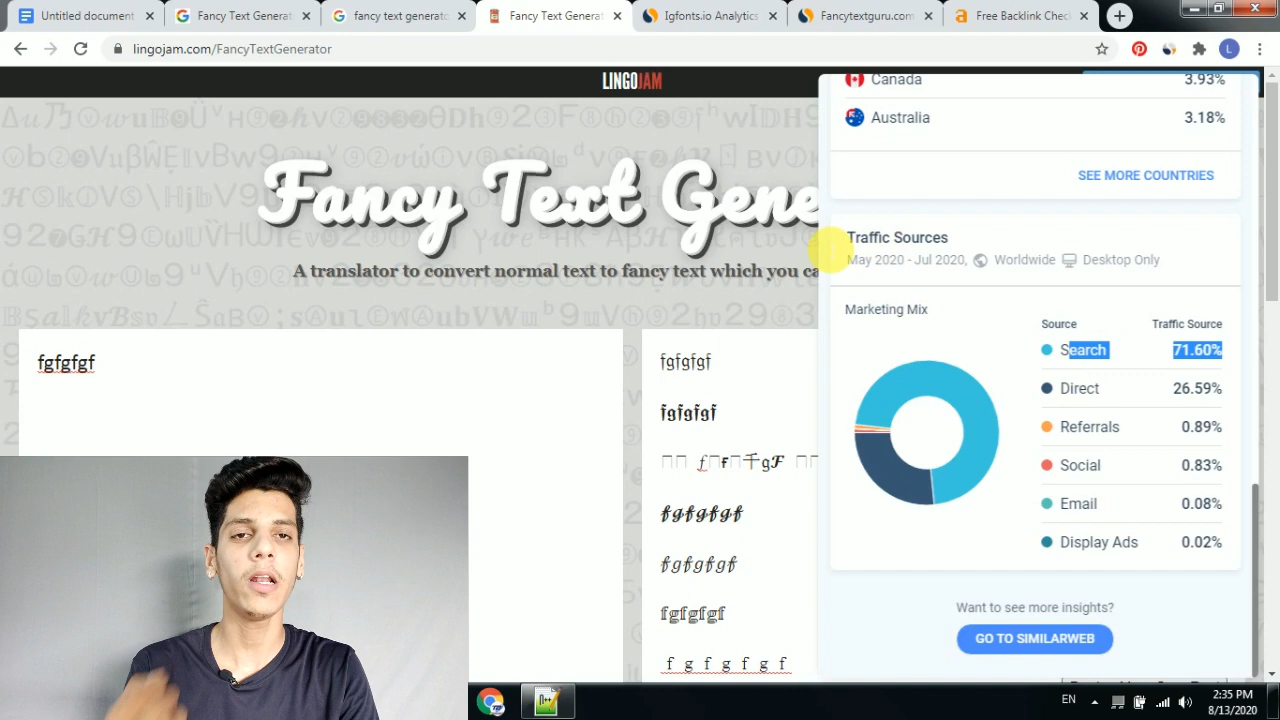 Untitled document
FancyText Generat
fancy text generato
Fancy Text Genera
Igfonts.io Analytics
Fancytextguru.com
Free Backlink Chec
lingojam.com/FancyTextGenerator
L
LINGOJAM
Fancy Text Gene
A translator to convert normal text to fancy text which you ca
fgfgfgf
fgfgfgf
𝖋𝖌𝖋𝖌𝖋𝖌𝖋
𝓯𝓰𝓯𝓰𝓯𝓰𝓯
𝒻𝑔𝒻𝑔𝒻𝑔𝒻
𝕗𝕘𝕗𝕘𝕗𝕘𝕗
f g f g f g f
Canada 3.93%
Australia 3.18%
SEE MORE COUNTRIES
Traffic Sources
May 2020 - Jul 2020, Worldwide Desktop Only
Marketing Mix
Source Traffic Source
Search 71.60%
Direct 26.59%
Referrals 0.89%
Social 0.83%
Email 0.08%
Display Ads 0.02%
Want to see more insights?
GO TO SIMILARWEB
EN
2:35 PM
8/13/2020